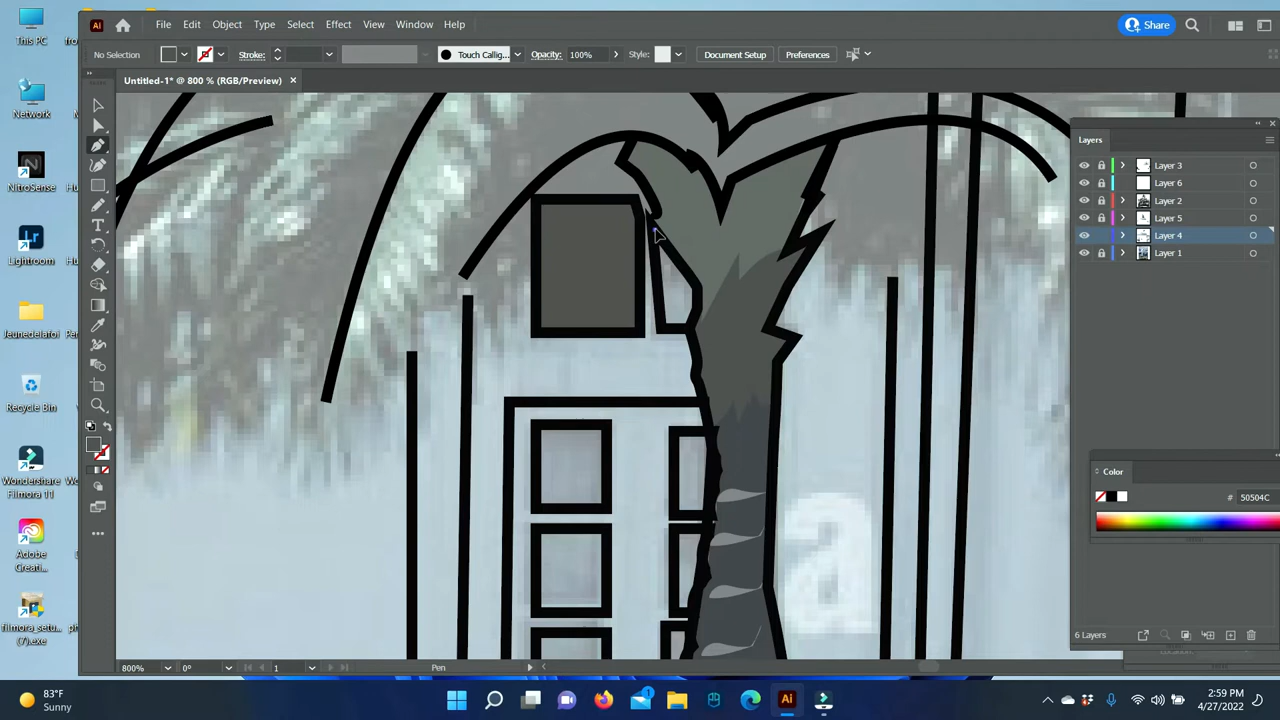 This PC
Network
NitroSense
Lightroom
Recycle Bin
Wondershare
Filmora 11
Adobe
Creati...
filmora_setu...
(7).exe
File Edit Object Type Select Effect View Window Help
Share
No Selection
Stroke:
Touch Callig...
Opacity: 100%
Style:
Document Setup
Preferences
Untitled-1* @ 800 % (RGB/Preview)
Layers
Layer 3
Layer 6
Layer 2
Layer 5
Layer 4
Layer 1
Color
# 50504C
6 Layers
a
800% 0° 1 Pen
83°F
Sunny
2:59 PM
4/27/2022